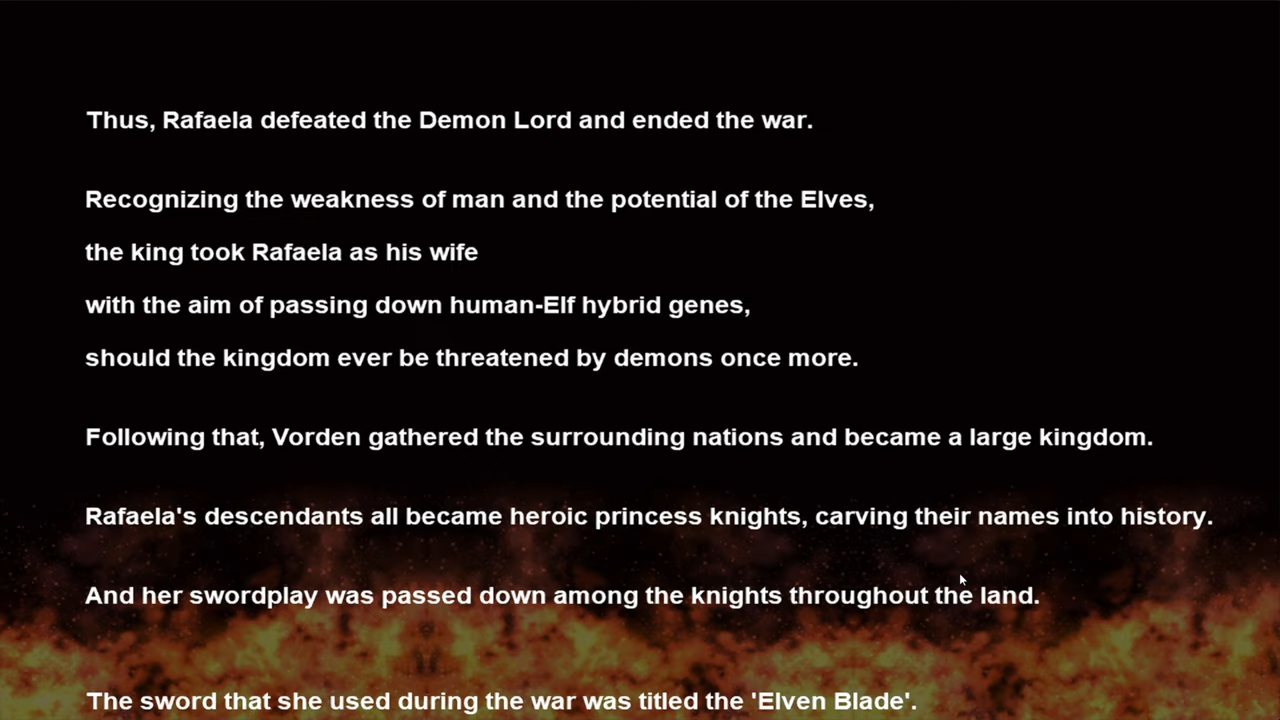 Thus, Rafaela defeated the Demon Lord and ended the war.
Recognizing the weakness of man and the potential of the Elves,
the king took Rafaela as his wife
with the aim of passing down human-Elf hybrid genes,
should the kingdom ever be threatened by demons once more.
Following that, Vorden gathered the surrounding nations and became a large kingdom.
Rafaela's descendants all became heroic princess knights, carving their names into history.
And her swordplay was passed down among the knights throughout the land.
The sword that she used during the war was titled the 'Elven Blade'.